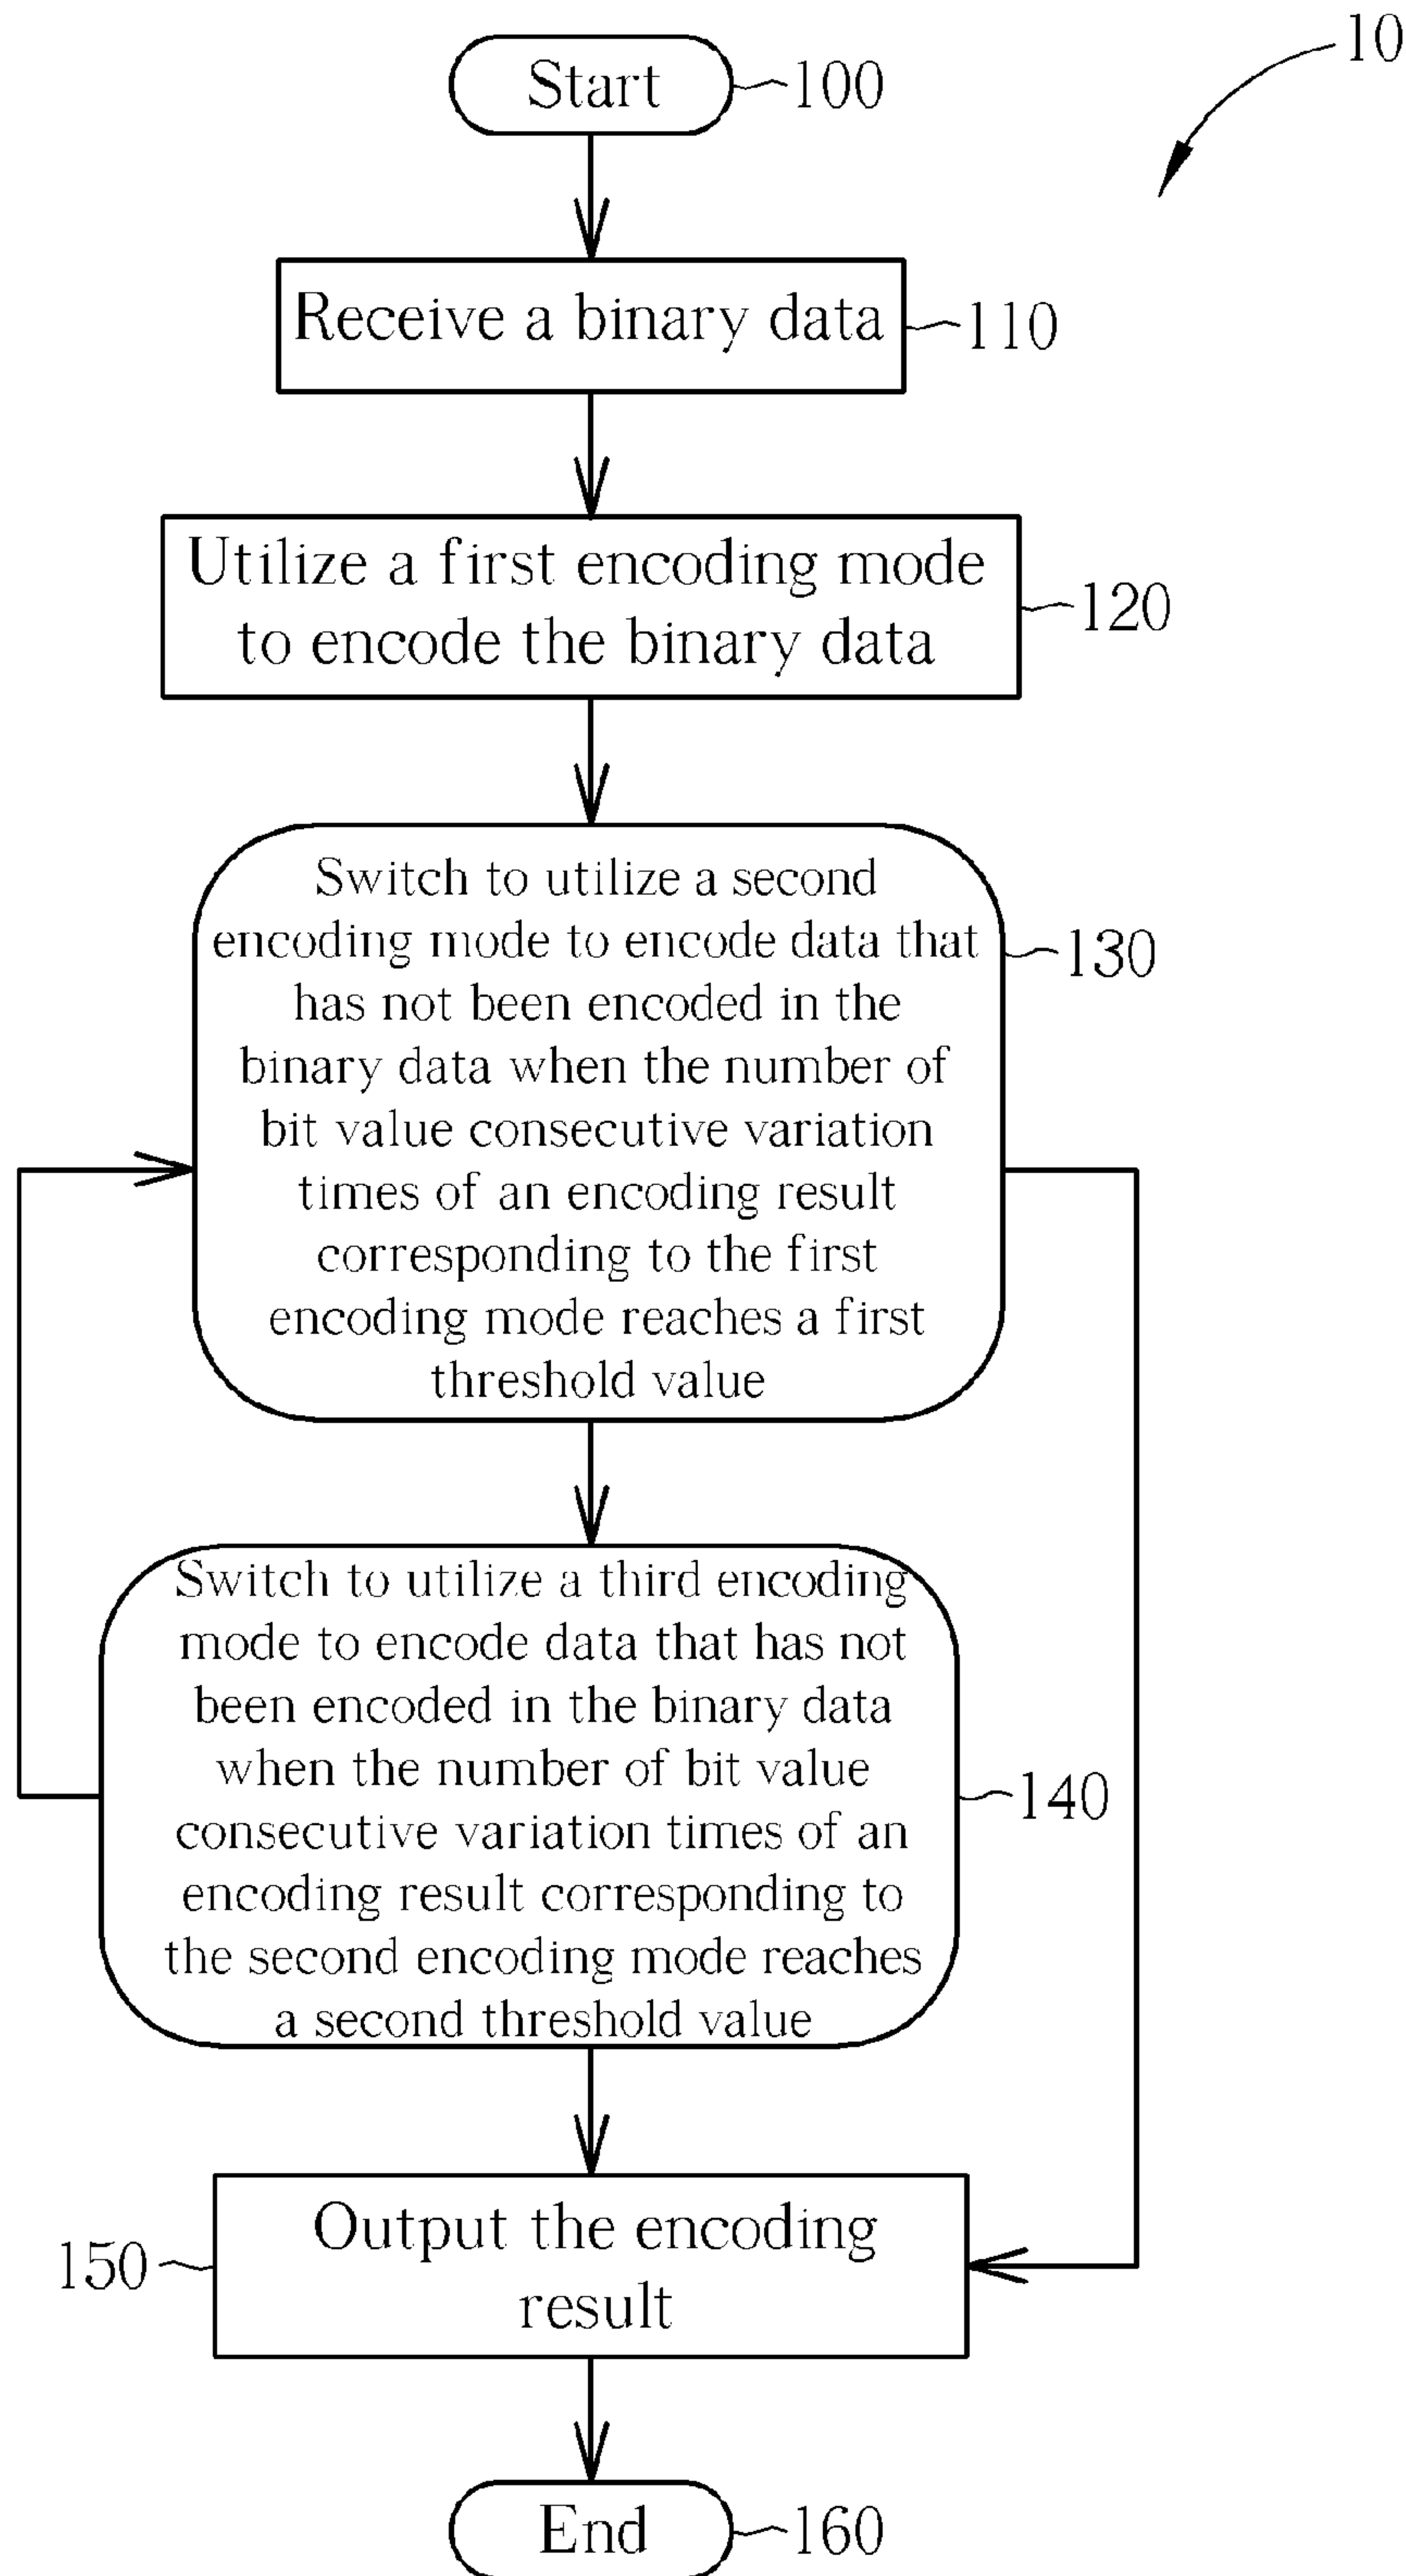 10
Start
100
Receive a binary data
110
Utilize a first encoding mode
to encode the binary data
120
Switch to utilize a second
encoding mode to encode data that
has not been encoded in the
binary data when the number of
bit value consecutive variation
times of an encoding result
corresponding to the first
encoding mode reaches a first
threshold value
130
Switch to utilize a third encoding
mode to encode data that has not
been encoded in the binary data
when the number of bit value
consecutive variation times of an
encoding result corresponding to
the second encoding mode reaches
a second threshold value
140
Output the encoding
result
150
End
160